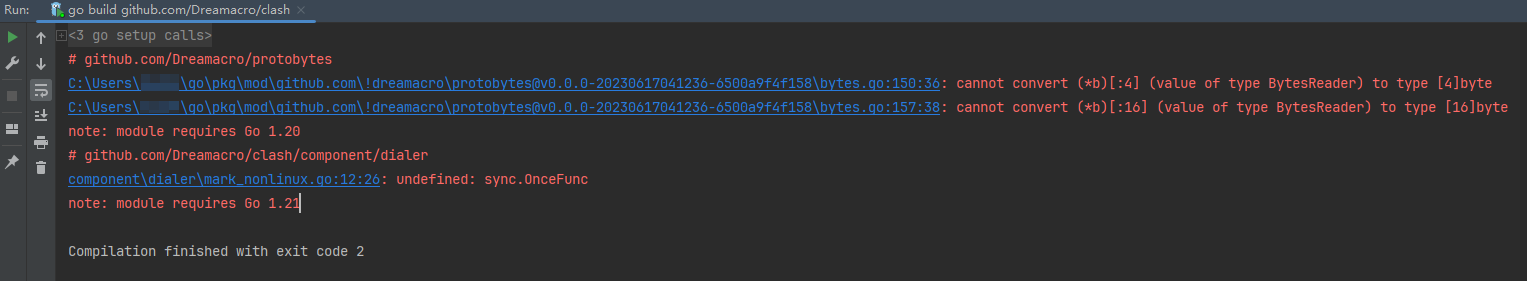 Run: go build github.com/Dreamacro/clash
<3 go setup calls>
# github.com/Dreamacro/protobytes
C:\Users\ \go\pkg\mod\github.com\!dreamacro\protobytes@v0.0.0-20230617041236-6500a9f4f158\bytes.go:150:36: cannot convert (*b)[:4] (value of type BytesReader) to type [4]byte
C:\Users\ \go\pkg\mod\github.com\!dreamacro\protobytes@v0.0.0-20230617041236-6500a9f4f158\bytes.go:157:38: cannot convert (*b)[:16] (value of type BytesReader) to type [16]byte
note: module requires Go 1.20
# github.com/Dreamacro/clash/component/dialer
component\dialer\mark_nonlinux.go:12:26: undefined: sync.OnceFunc
note: module requires Go 1.21
Compilation finished with exit code 2